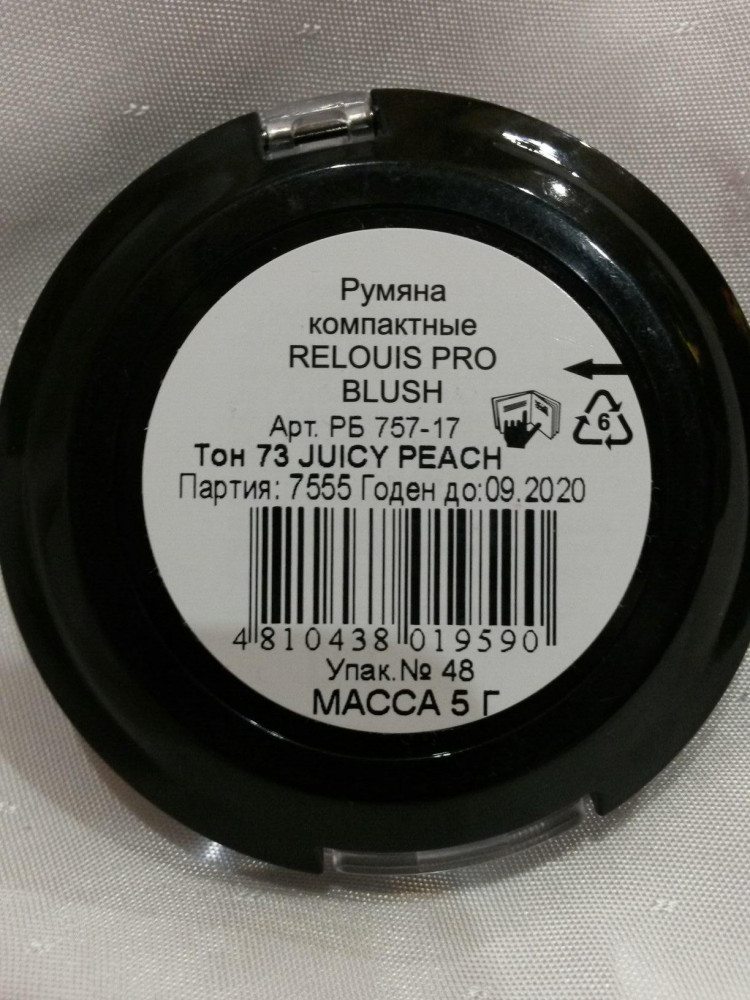 Румяна
компактные
RELOUIS PRO
BLUSH
Арт. РБ 757-17
Тон 73 JUICY PEACH
Партия: 7555 Годен до:09.2020
6
4 810438 019590
Упак.№ 48
МАССА 5 Г